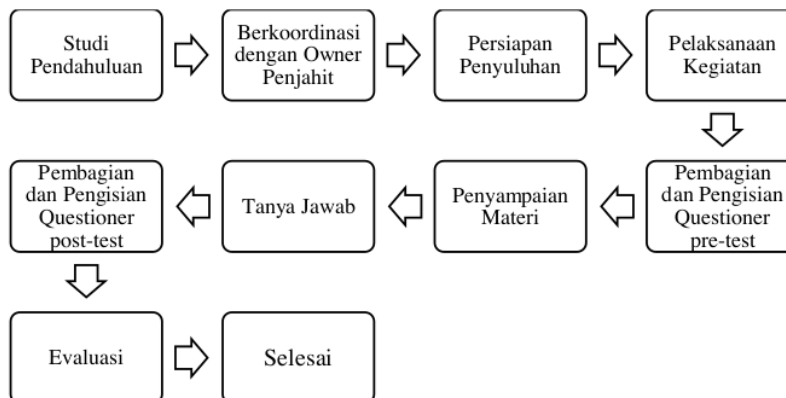 Studi
Pendahuluan
Berkoordinasi
dengan Owner
Penjahit
Persiapan
Penyuluhan
Pelaksanaan
Kegiatan
Pembagian
dan Pengisian
Questioner
pre-test
Penyampaian
Materi
Tanya Jawab
Pembagian
dan Pengisian
Questioner
post-test
Evaluasi
Selesai